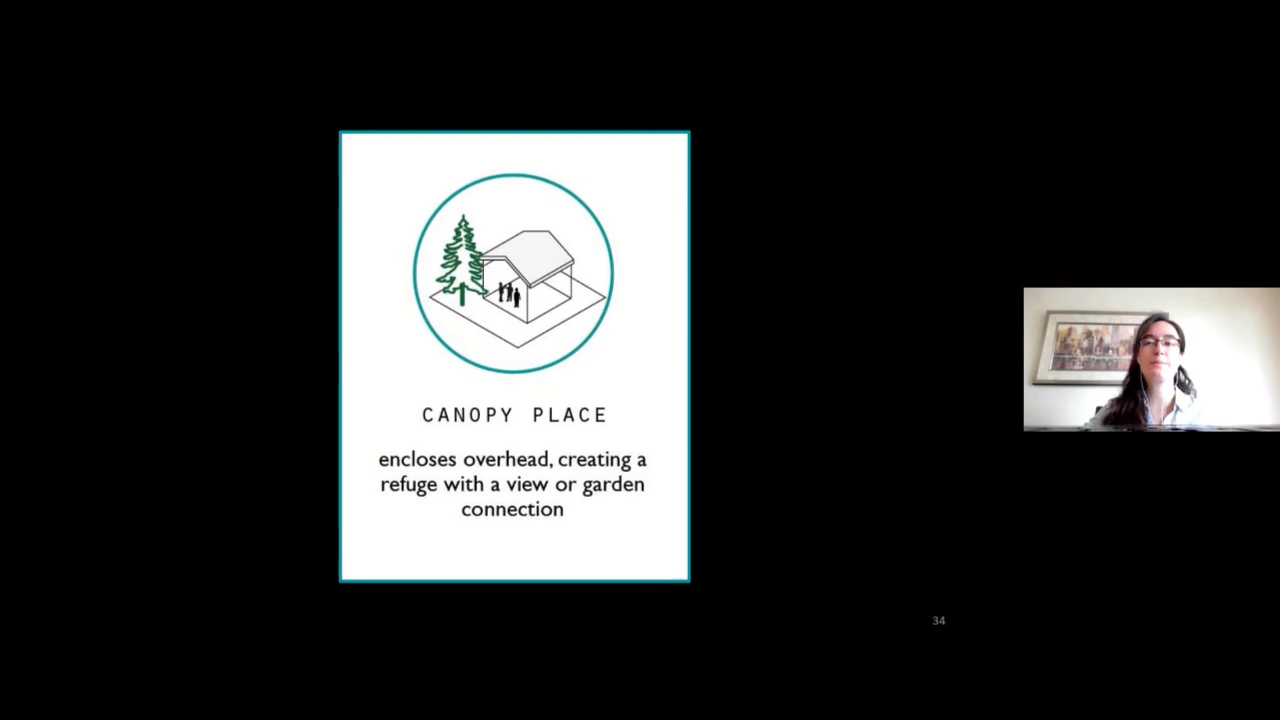 CANOPY PLACE
encloses overhead, creating a
refuge with a view or garden
connection
34